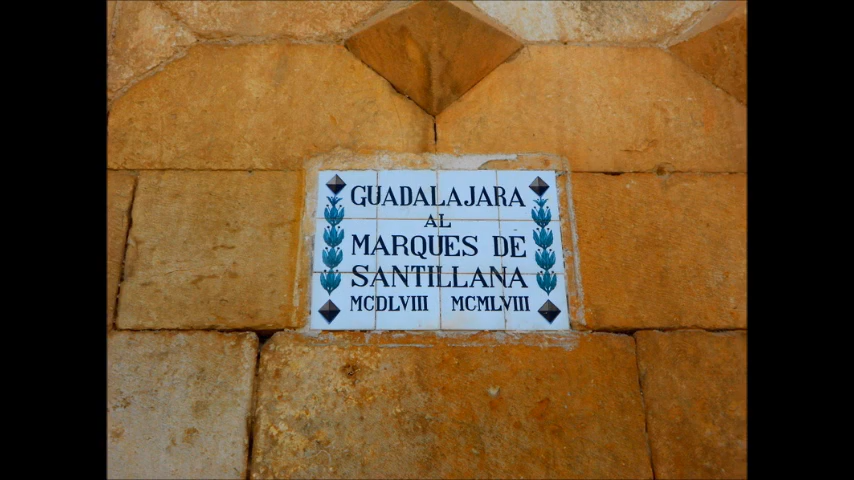 GUADALAJARA
AL
MARQUES DE
SANTILLANA
MCDLVIII MCMLVIII